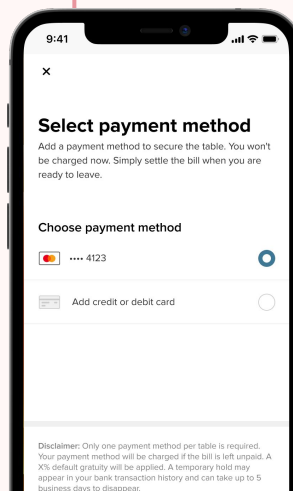 9:41
×
Select payment method
Add a payment method to secure the table. You won't
be charged now. Simply settle the bill when you are
ready to leave.
Choose payment method
•••• 4123
Add credit or debit card
Disclaimer: Only one payment method per table is required.
Your payment method will be charged if the bill is left unpaid. A
X% default gratuity will be applied. A temporary hold may
appear in your bank transaction history and can take up to 5
business days to disappear.